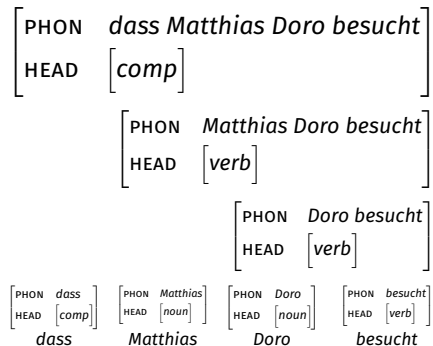 PHON dass Matthias Doro besucht
HEAD [comp]
PHON Matthias Doro besucht
HEAD [verb]
PHON Doro besucht
HEAD [verb]
PHON dass PHON Matthias PHON Doro PHON besucht
HEAD [comp] HEAD [noun] HEAD [noun] HEAD [verb]
dass Matthias Doro besucht